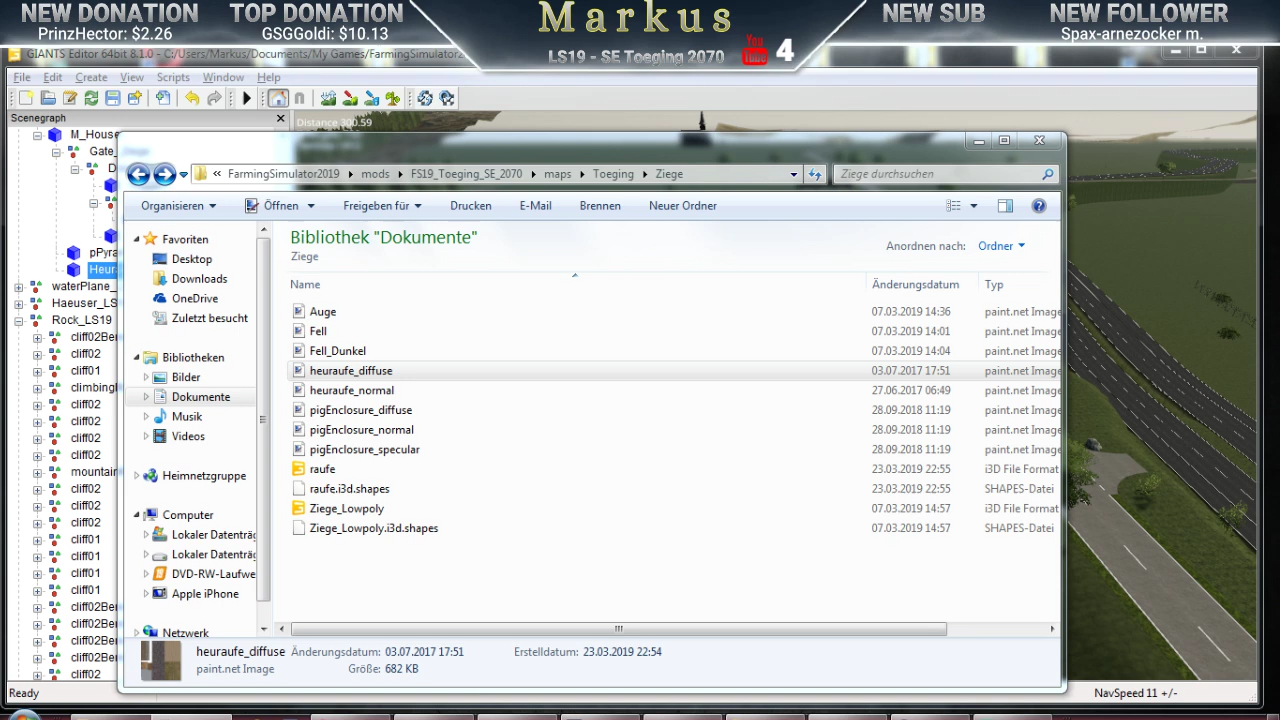 NEW DONATION
PrinzHector: $2.26
TOP DONATION
GSGGoldi: $10.13
Markus
LS19 - SE Toeging 2070
You Tube
4
NEW SUB
NEW FOLLOWER
Spax-arnezocker m.
GIANTS Editor 64bit 8.1.0 - C:/Users/Markus/Documents/My Games/FarmingSimulator2
File Edit Create View Scripts Window Help
Scenegraph
Distance 300.59
M_House
Gate_
D
pPyra
Heur
waterPlane_
Haeuser_LS
Rock_LS19
cliff02Ber
cliff02
cliff01
climbingl
cliff02
cliff02
cliff02
cliff02
mountain
cliff02
cliff02
cliff02
cliff01
cliff01
cliff01
cliff01
cliff02Ber
cliff02Ber
cliff02Ber
cliff02Ber
cliff02
Ready
NavSpeed 11 +/-
Ziege
« FarmingSimulator2019 mods FS19_Toeging_SE_2070 maps Toeging Ziege
Ziege durchsuchen
Organisieren Öffnen Freigeben für Drucken E-Mail Brennen Neuer Ordner
Favoriten
Desktop
Downloads
OneDrive
Zuletzt besucht
Bibliotheken
Bilder
Dokumente
Musik
Videos
Heimnetzgruppe
Computer
Lokaler Datenträg
Lokaler Datenträg
DVD-RW-Laufwe
Apple iPhone
Netzwerk
Bibliothek "Dokumente"
Ziege
Anordnen nach: Ordner
Name Änderungsdatum Typ
Auge 07.03.2019 14:36 paint.net Image
Fell 07.03.2019 14:01 paint.net Image
Fell_Dunkel 07.03.2019 14:04 paint.net Image
heuraufe_diffuse 03.07.2017 17:51 paint.net Image
heuraufe_normal 27.06.2017 06:49 paint.net Image
pigEnclosure_diffuse 28.09.2018 11:19 paint.net Image
pigEnclosure_normal 28.09.2018 11:19 paint.net Image
pigEnclosure_specular 28.09.2018 11:19 paint.net Image
raufe 23.03.2019 22:55 i3D File Format
raufe.i3d.shapes 23.03.2019 22:55 SHAPES-Datei
Ziege_Lowpoly 07.03.2019 14:57 i3D File Format
Ziege_Lowpoly.i3d.shapes 07.03.2019 14:57 SHAPES-Datei
heuraufe_diffuse Änderungsdatum: 03.07.2017 17:51 Erstelldatum: 23.03.2019 22:54
paint.net Image Größe: 682 KB